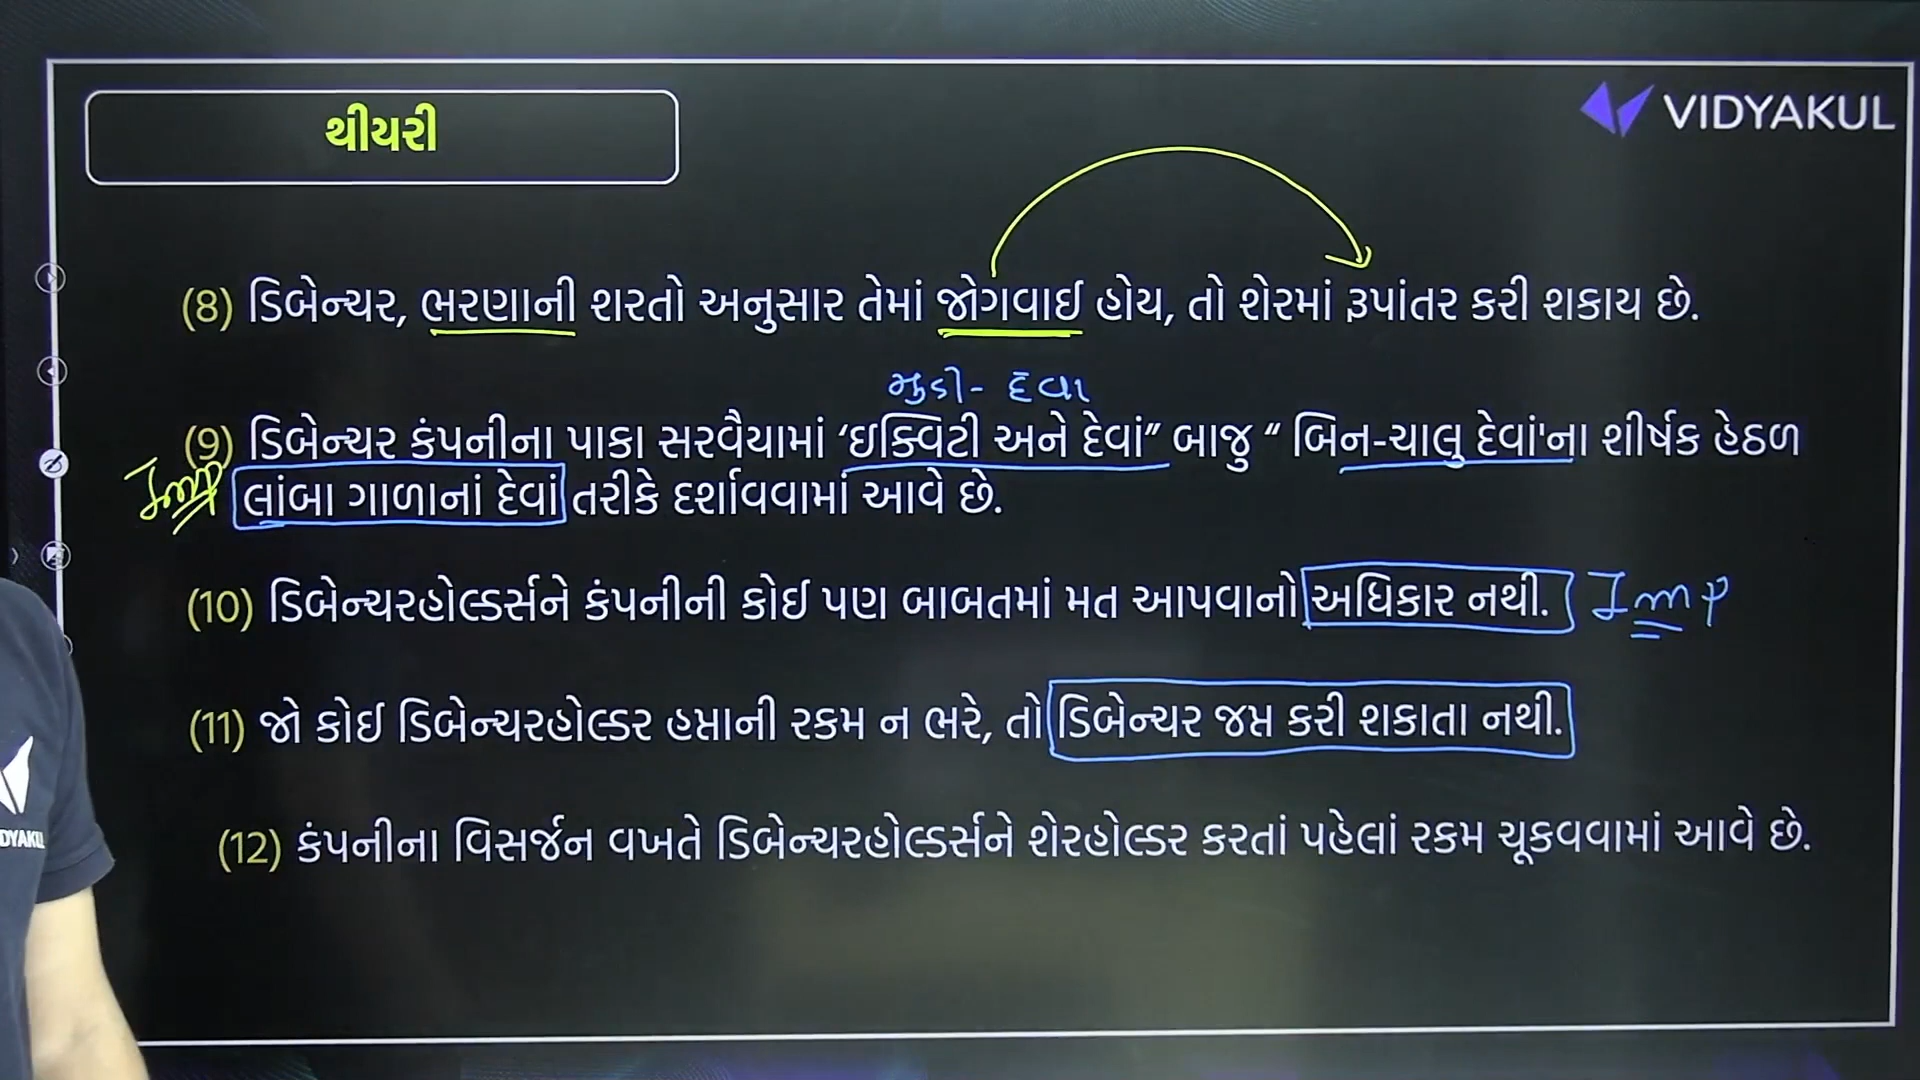 થીયરી
VIDYAKUL
(8) ડિબેન્ચર, ભરણાની શરતો અનુસાર તેમાં જોગવાઈ હોય, તો શેરમાં રૂપાંતર કરી શકાય છે.
મુડી- દેવા
(9) ડિબેન્ચર કંપનીના પાકા સરવૈયામાં ‘ઇક્વિટી અને દેવાં” બાજુ “ બિન-ચાલુ દેવાં'ના શીર્ષક હેઠળ
Imp લાંબા ગાળાનાં દેવાં તરીકે દર્શાવવામાં આવે છે.
(10) ડિબેન્ચરહોલ્ડર્સને કંપનીની કોઈ પણ બાબતમાં મત આપવાનો અધિકાર નથી. Imp
(11) જો કોઈ ડિબેન્ચરહોલ્ડર હપ્તાની રકમ ન ભરે, તો ડિબેન્ચર જપ્ત કરી શકાતા નથી.
(12) કંપનીના વિસર્જન વખતે ડિબેન્ચરહોલ્ડર્સને શેરહોલ્ડર કરતાં પહેલાં રકમ ચૂકવવામાં આવે છે.
DYAKUL